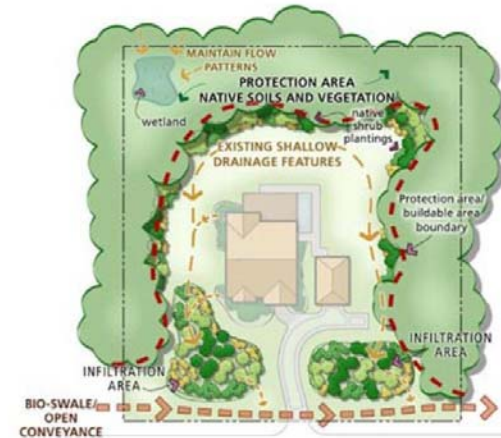 MAINTAIN FLOW
PATTERNS
PROTECTION AREA
NATIVE SOILS AND VEGETATION
wetland
native
shrub
plantings
EXISTING SHALLOW
DRAINAGE FEATURES
Protection area/
buildable area
boundary
INFILTRATION
AREA
INFILTRATION
AREA
BIO-SWALE/
OPEN
CONVEYANCE